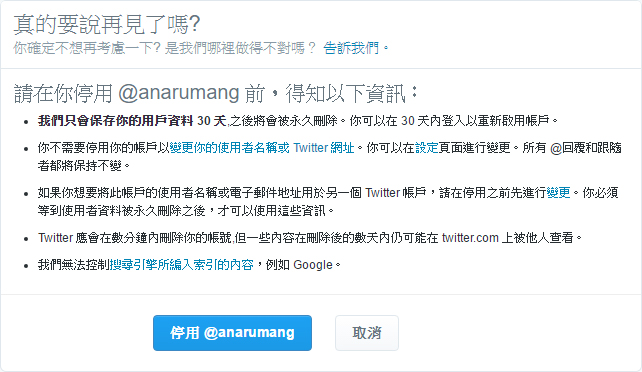 真的要說再見了嗎?
你確定不想再考慮一下? 是我們哪裡做得不對嗎？ 告訴我們。
請在你停用 @anarumang 前，得知以下資訊：
我們只會保存你的用戶資料 30 天,之後將會被永久刪除。你可以在 30 天內登入以重新啟用帳戶。
你不需要停用你的帳戶以變更你的使用者名稱或 Twitter 網址。你可以在設定頁面進行變更。所有 @回覆和跟隨
者都將保持不變。
如果你想要將此帳戶的使用者名稱或電子郵件地址用於另一個 Twitter 帳戶，請在停用之前先進行變更。你必須
等到使用者資料被永久刪除之後，才可以使用這些資訊。
Twitter 應會在數分鐘內刪除你的帳號,但一些內容在刪除後的數天內仍可能在 twitter.com 上被他人查看。
我們無法控制搜尋引擎所編入索引的內容，例如 Google。
停用 @anarumang
取消